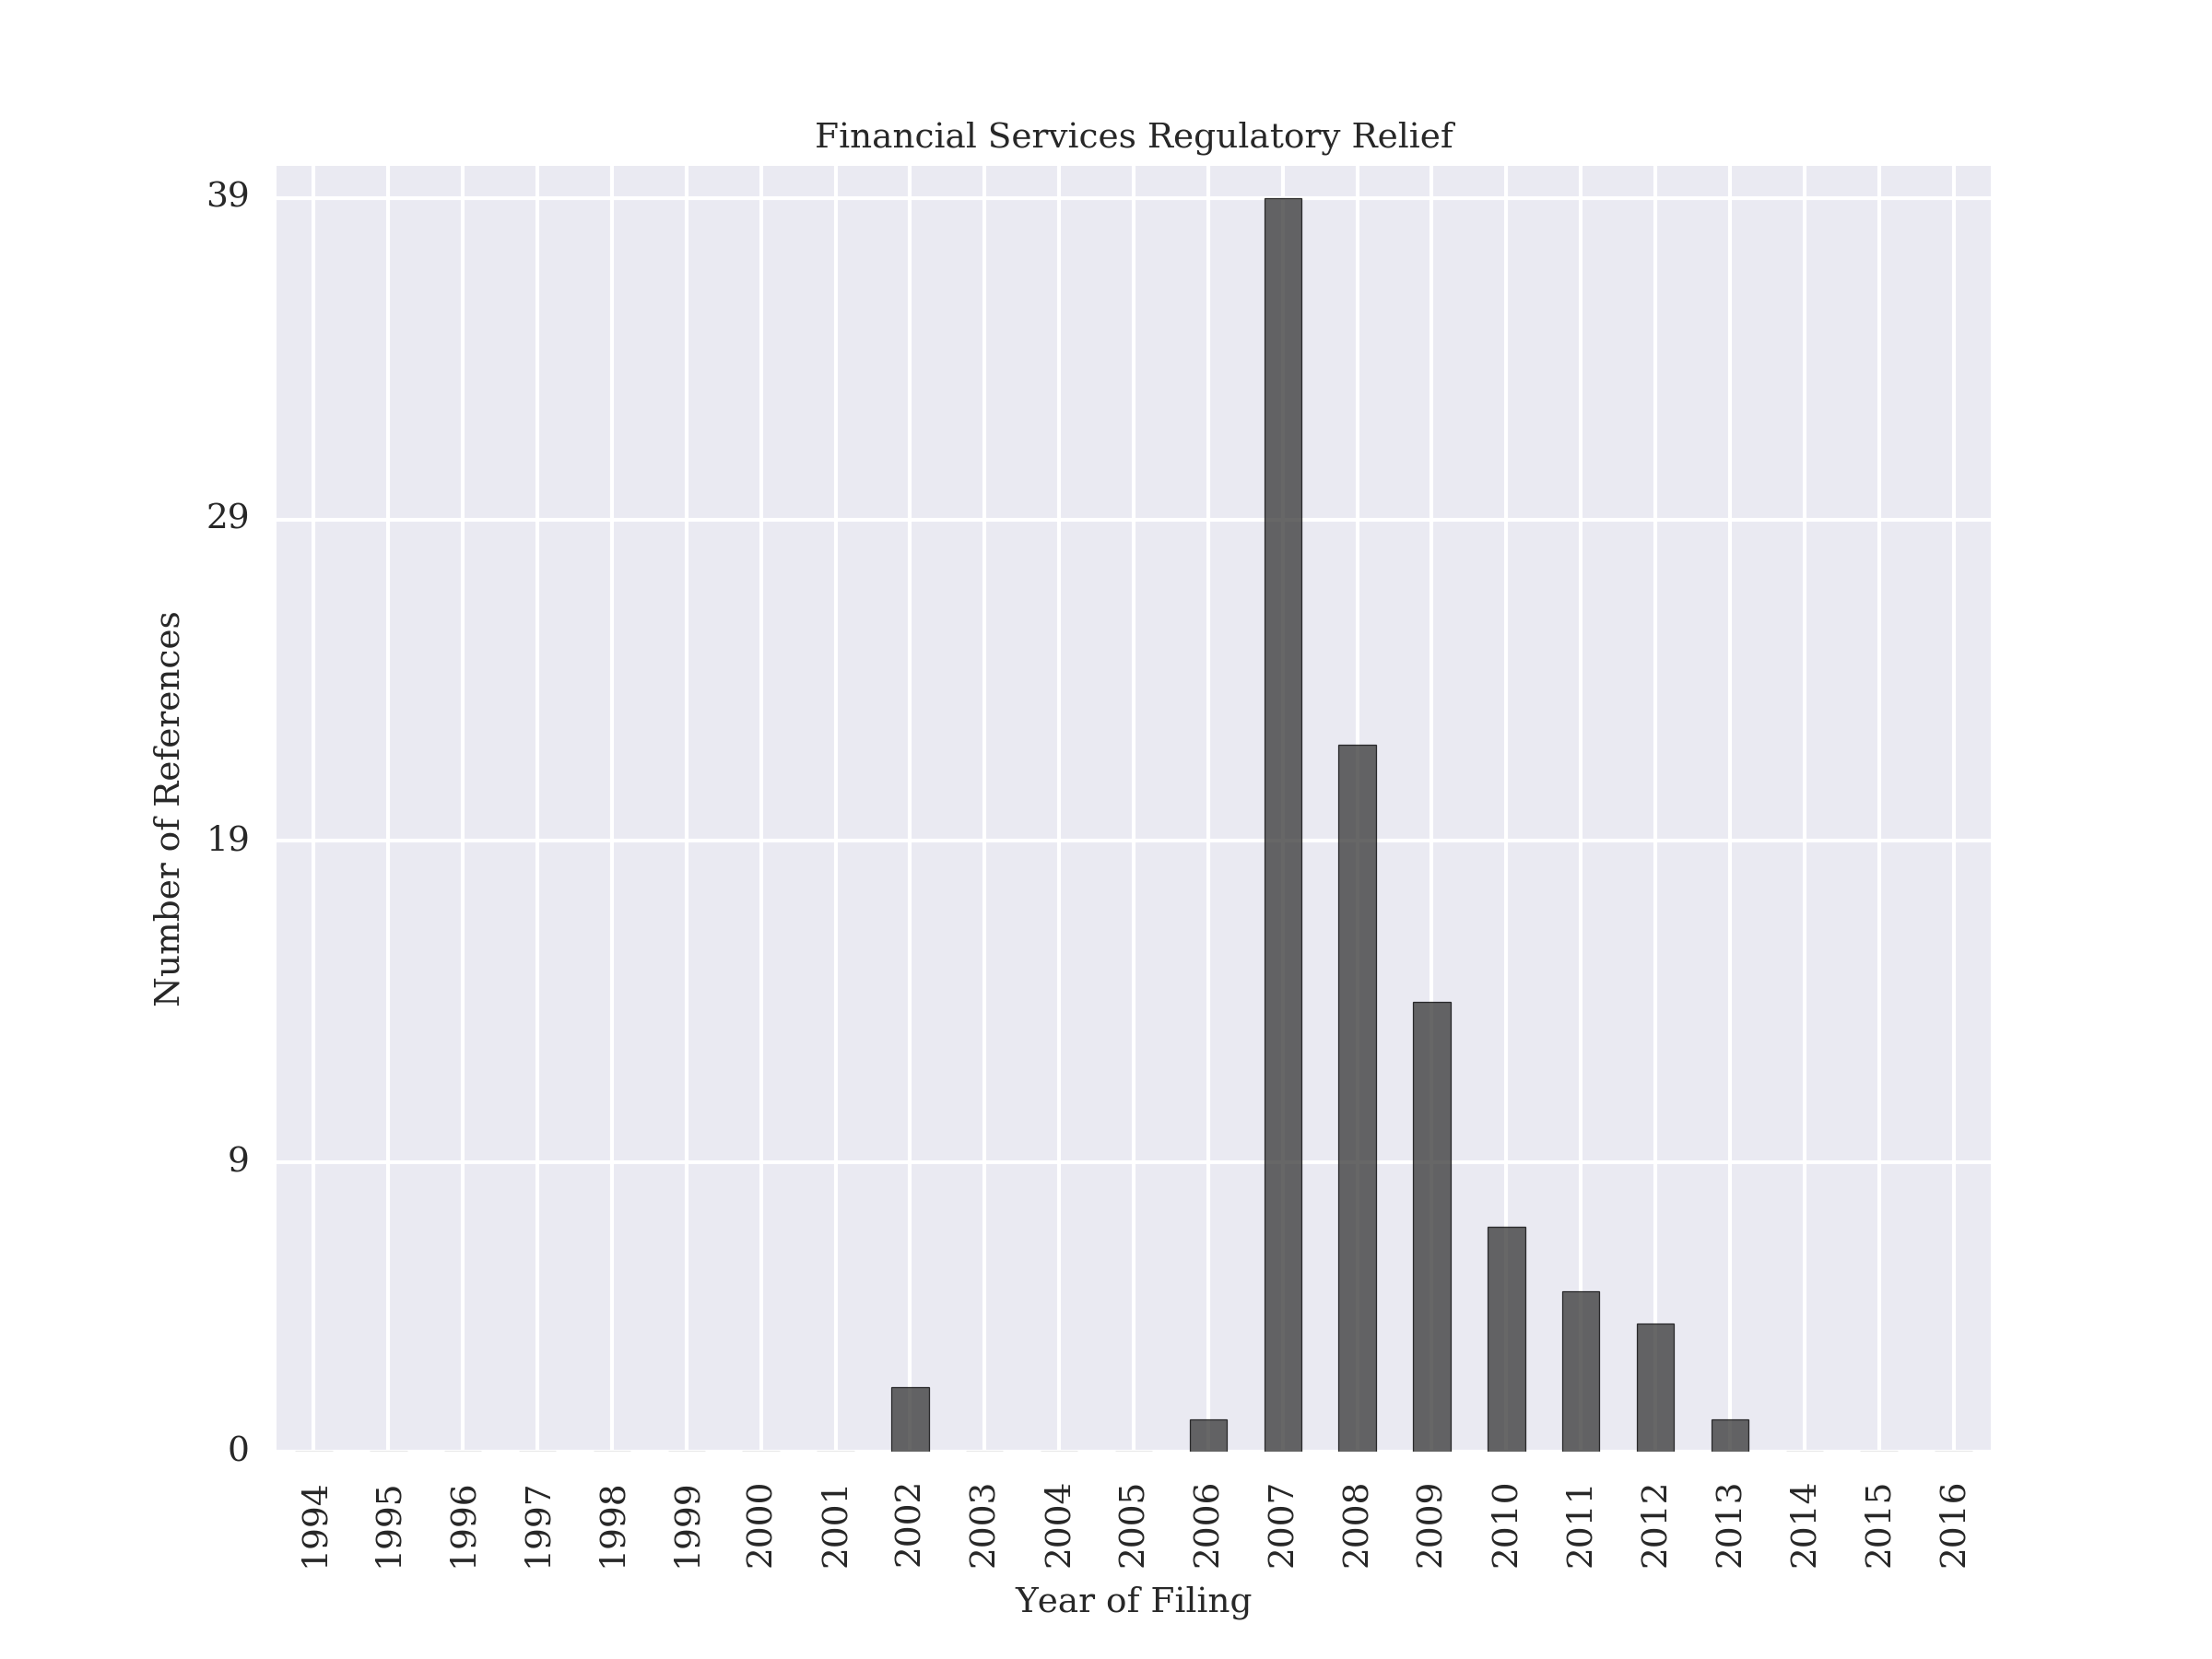 Financial Services Regulatory Relief
39
29
19
9
0
Number of References
1994 1995 1996 1997 1998 1999 2000 2001 2002 2003 2004 2005 2006 2007 2008 2009 2010 2011 2012 2013 2014 2015 2016
Year of Filing